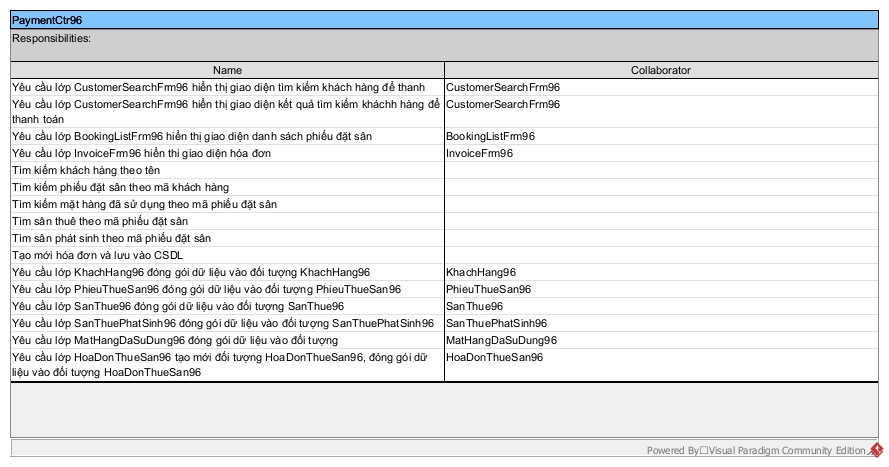 PaymentCtr96
Responsibilities:
Name Collaborator
Yêu cầu lớp CustomerSearchFrm96 hiển thị giao diện tìm kiếm khách hàng để thanh CustomerSearchFrm96
Yêu cầu lớp CustomerSearchFrm96 hiển thị giao diện kết quả tìm kiếm kháchh hàng để CustomerSearchFrm96
thanh toán
Yêu cầu lớp BookingListFrm96 hiển thị giao diện danh sách phiếu đặt sân BookingListFrm96
Yêu cầu lớp InvoiceFrm96 hiển thi giao diện hóa đơn InvoiceFrm96
Tìm kiếm khách hàng theo tên
Tìm kiếm phiếu đặt sân theo mã khách hàng
Tìm kiếm mặt hàng đã sử dụng theo mã phiếu đặt sân
Tìm sân thuê theo mã phiếu đặt sân
Tìm sân phát sinh theo mã phiếu đặt sân
Tạo mới hóa đơn và lưu vào CSDL
Yêu cầu lớp KhachHang96 đóng gói dữ liệu vào đối tượng KhachHang96 KhachHang96
Yêu cầu lớp PhieuThueSan96 đóng gói dữ liệu vào đối tượng PhieuThueSan96 PhieuThueSan96
Yêu cầu lớp SanThue96 đóng gói dữ liệu vào đối tượng SanThue96 SanThue96
Yêu cầu lớp SanThuePhatSinh96 đóng gói dữ liệu vào đối tượng SanThuePhatSinh96 SanThuePhatSinh96
Yêu cầu lớp MatHangDaSuDung96 đóng gói dữ liệu vào đối tượng MatHangDaSuDung96
Yêu cầu lớp HoaDonThueSan96 tạo mới đối tượng HoaDonThueSan96, đóng gói dữ HoaDonThueSan96
liệu vào đối tượng HoaDonThueSan96
Powered By□Visual Paradigm Community Edition